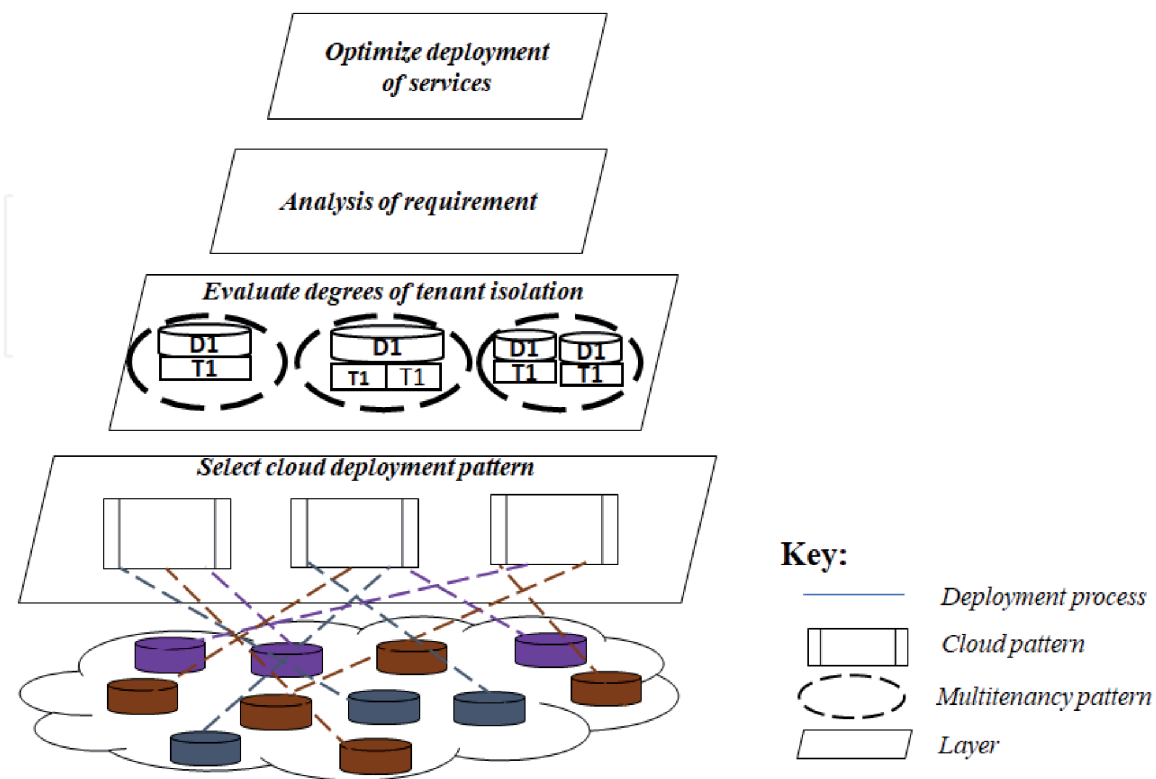 Optimize deployment
of services
Analysis of requirement
Evaluate degrees of tenant isolation
D1 D1 D1 D1
T1 T1 T1 T1 T1
Select cloud deployment pattern
Key:
Deployment process
Cloud pattern
Multitenancy pattern
Layer